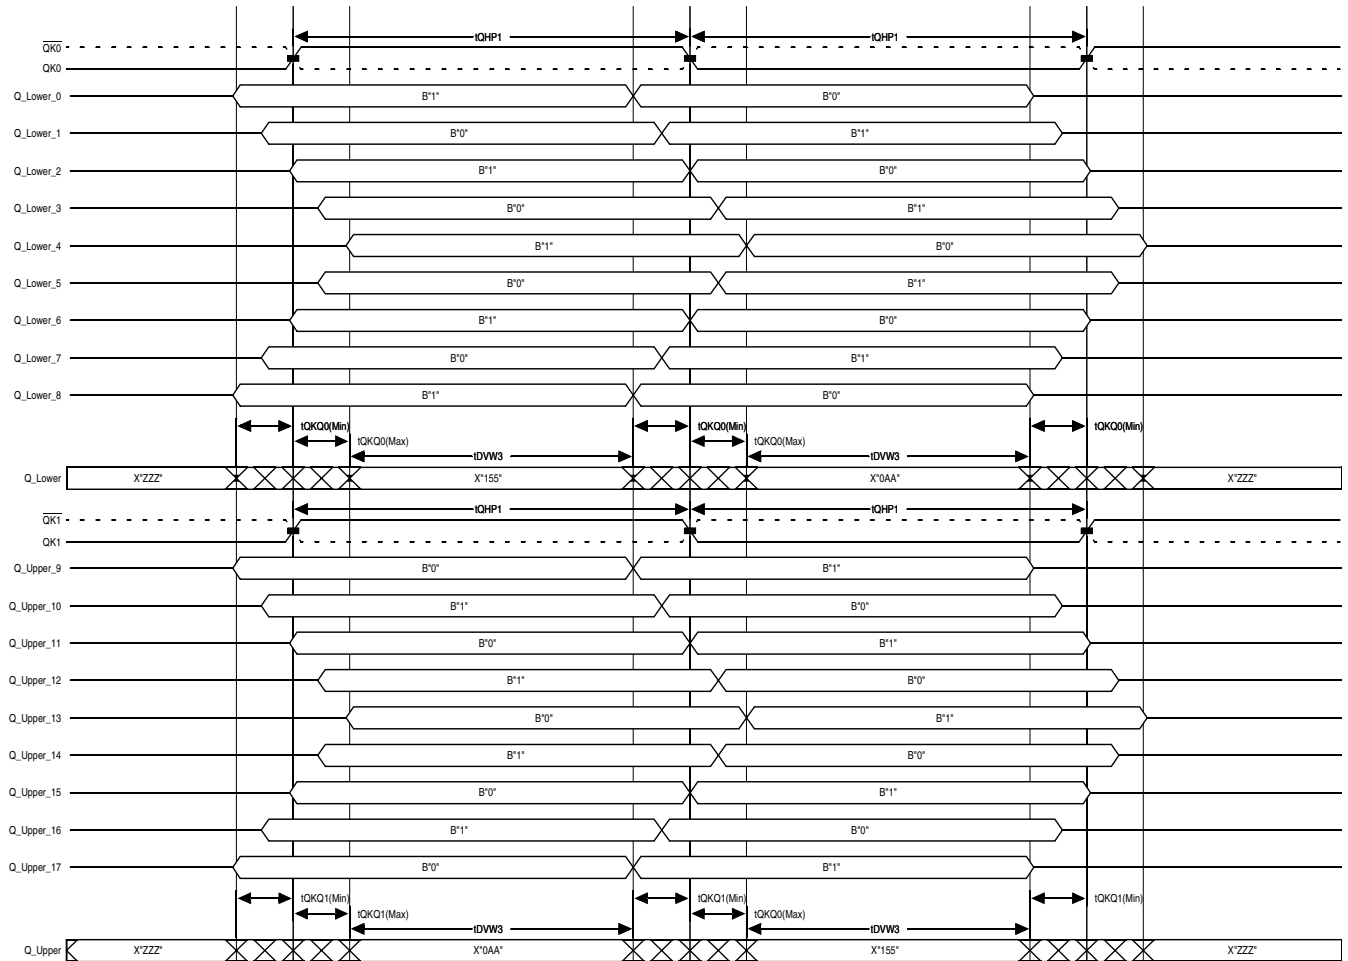 tQHP1 tQHP1
QK0
QK0
Q_Lower_0 B"1" B"0"
Q_Lower_1 B"0" B"1"
Q_Lower_2 B"1" B"0"
Q_Lower_3 B"0" B"1"
Q_Lower_4 B"1" B"0"
Q_Lower_5 B"0" B"1"
Q_Lower_6 B"1" B"0"
Q_Lower_7 B"0" B"1"
Q_Lower_8 B"1" B"0"
tQKQ0(Min) tQKQ0(Min) tQKQ0(Min)
tQKQ0(Max) tQKQ0(Max)
tDVW3 tDVW3
Q_Lower X"ZZZ" X"155" X"0AA" X"ZZZ"
tQHP1 tQHP1
QK1
QK1
Q_Upper_9 B"0" B"1"
Q_Upper_10 B"1" B"0"
Q_Upper_11 B"0" B"1"
Q_Upper_12 B"1" B"0"
Q_Upper_13 B"0" B"1"
Q_Upper_14 B"1" B"0"
Q_Upper_15 B"0" B"1"
Q_Upper_16 B"1" B"0"
Q_Upper_17 B"0" B"1"
tQKQ1(Min) tQKQ1(Min) tQKQ1(Min)
tQKQ1(Max) tQKQ0(Max)
tDVW3 tDVW3
Q_Upper X"ZZZ" X"0AA" X"155" X"ZZZ"